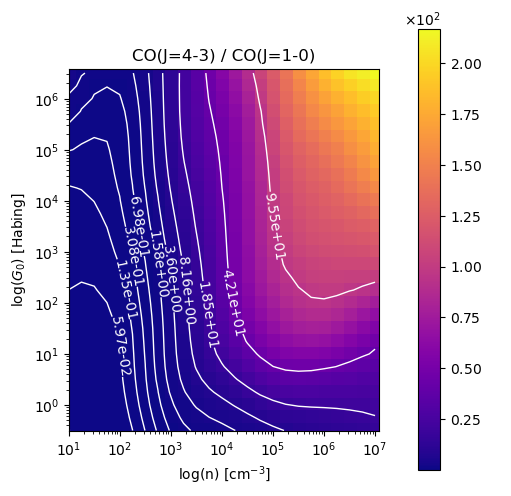 ×10²
CO(J=4-3) / CO(J=1-0)
10⁶
10⁵
10⁴
10³
10²
10¹
10⁰
log(G₀) [Habing]
6.98e-01
3.08e-01
1.35e-01
5.97e-02
1.58e+00
3.60e+00
8.16e+00
1.85e+01
4.21e+01
9.55e+01
10¹ 10² 10³ 10⁴ 10⁵ 10⁶ 10⁷
log(n) [cm⁻³]
2.00
1.75
1.50
1.25
1.00
0.75
0.50
0.25